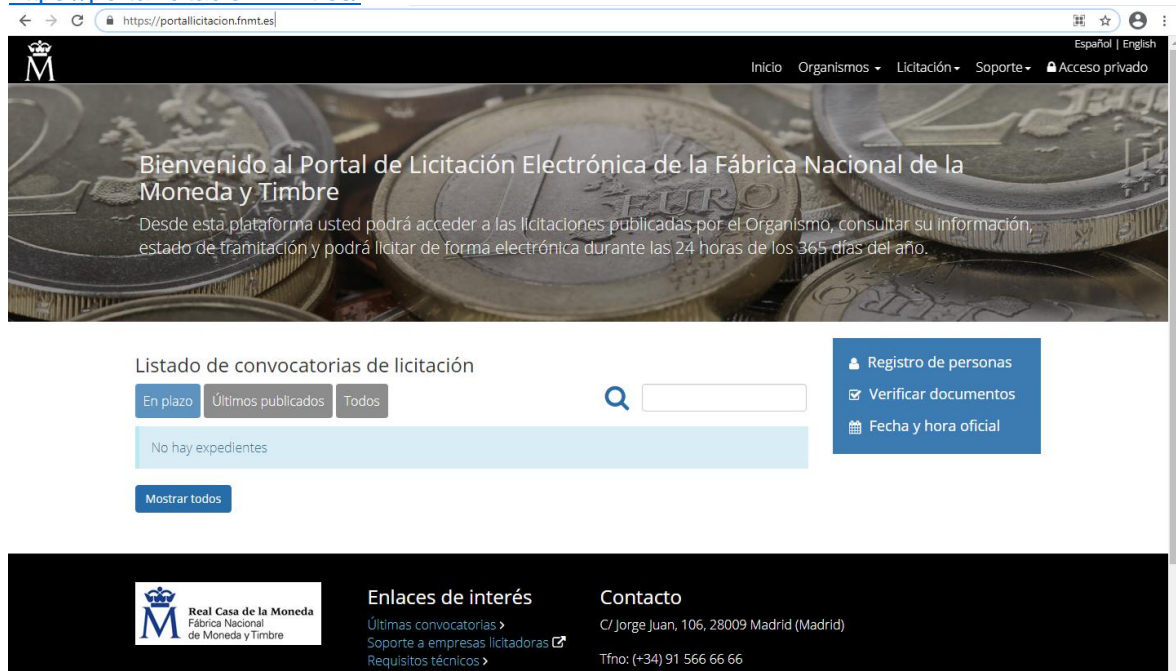 https://portallicitacion.fnmt.es
Español | English
Inicio Organismos Licitación Soporte Acceso privado
Bienvenido al Portal de Licitación Electrónica de la Fábrica Nacional de la
Moneda y Timbre
Desde esta plataforma usted podrá acceder a las licitaciones publicadas por el Organismo, consultar su información,
estado de tramitación y podrá licitar de forma electrónica durante las 24 horas de los 365 días del año.
Listado de convocatorias de licitación
En plazo Últimos publicados Todos
No hay expedientes
Mostrar todos
Registro de personas
Verificar documentos
Fecha y hora oficial
Real Casa de la Moneda
Fábrica Nacional
de Moneda y Timbre
Enlaces de interés
Últimas convocatorias
Soporte a empresas licitadoras
Requisitos técnicos
Contacto
C/ Jorge Juan, 106, 28009 Madrid (Madrid)
Tfno: (+34) 91 566 66 66